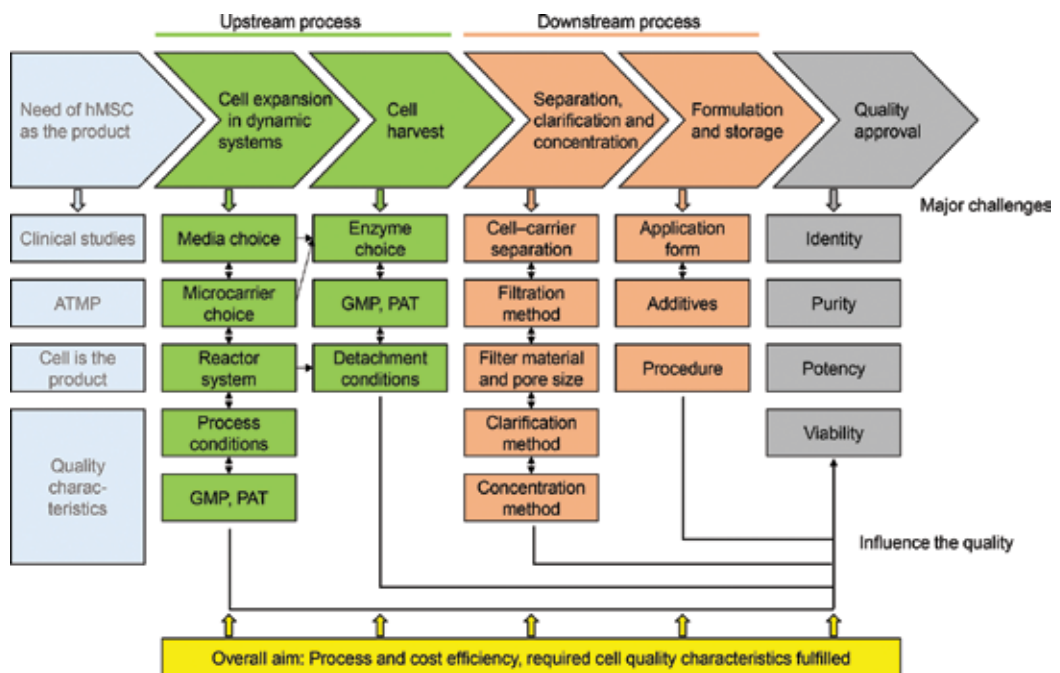 Upstream process
Downstream process
Need of hMSC
as the product
Cell expansion
in dynamic
systems
Cell
harvest
Separation,
clarification and
concentration
Formulation
and storage
Quality
approval
Major challenges
Clinical studies
Media choice
Enzyme
choice
Cell–carrier
separation
Application
form
Identity
ATMP
Microcarrier
choice
GMP, PAT
Filtration
method
Additives
Purity
Cell is the
product
Reactor
system
Detachment
conditions
Filter material
and pore size
Procedure
Potency
Quality
charac-
teristics
Process
conditions
Clarification
method
Viability
GMP, PAT
Concentration
method
Influence the quality
Overall aim: Process and cost efficiency, required cell quality characteristics fulfilled